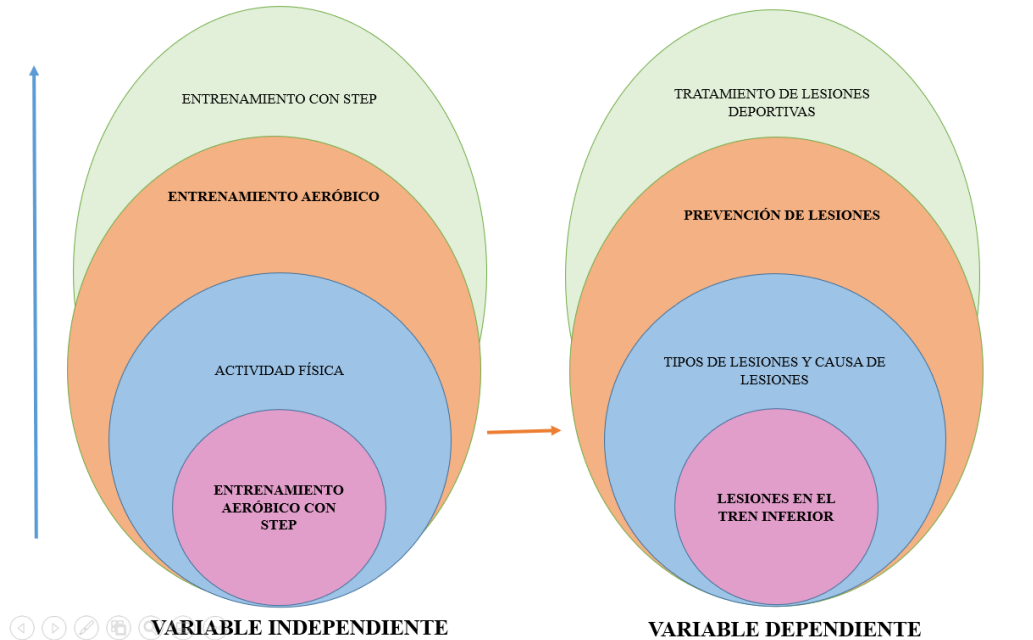 ENTRENAMIENTO CON STEP
ENTRENAMIENTO AERÓBICO
ACTIVIDAD FÍSICA
ENTRENAMIENTO
AERÓBICO CON
STEP
VARIABLE INDEPENDIENTE
TRATAMIENTO DE LESIONES
DEPORTIVAS
PREVENCIÓN DE LESIONES
TIPOS DE LESIONES Y CAUSA DE
LESIONES
LESIONES EN EL
TREN INFERIOR
VARIABLE DEPENDIENTE